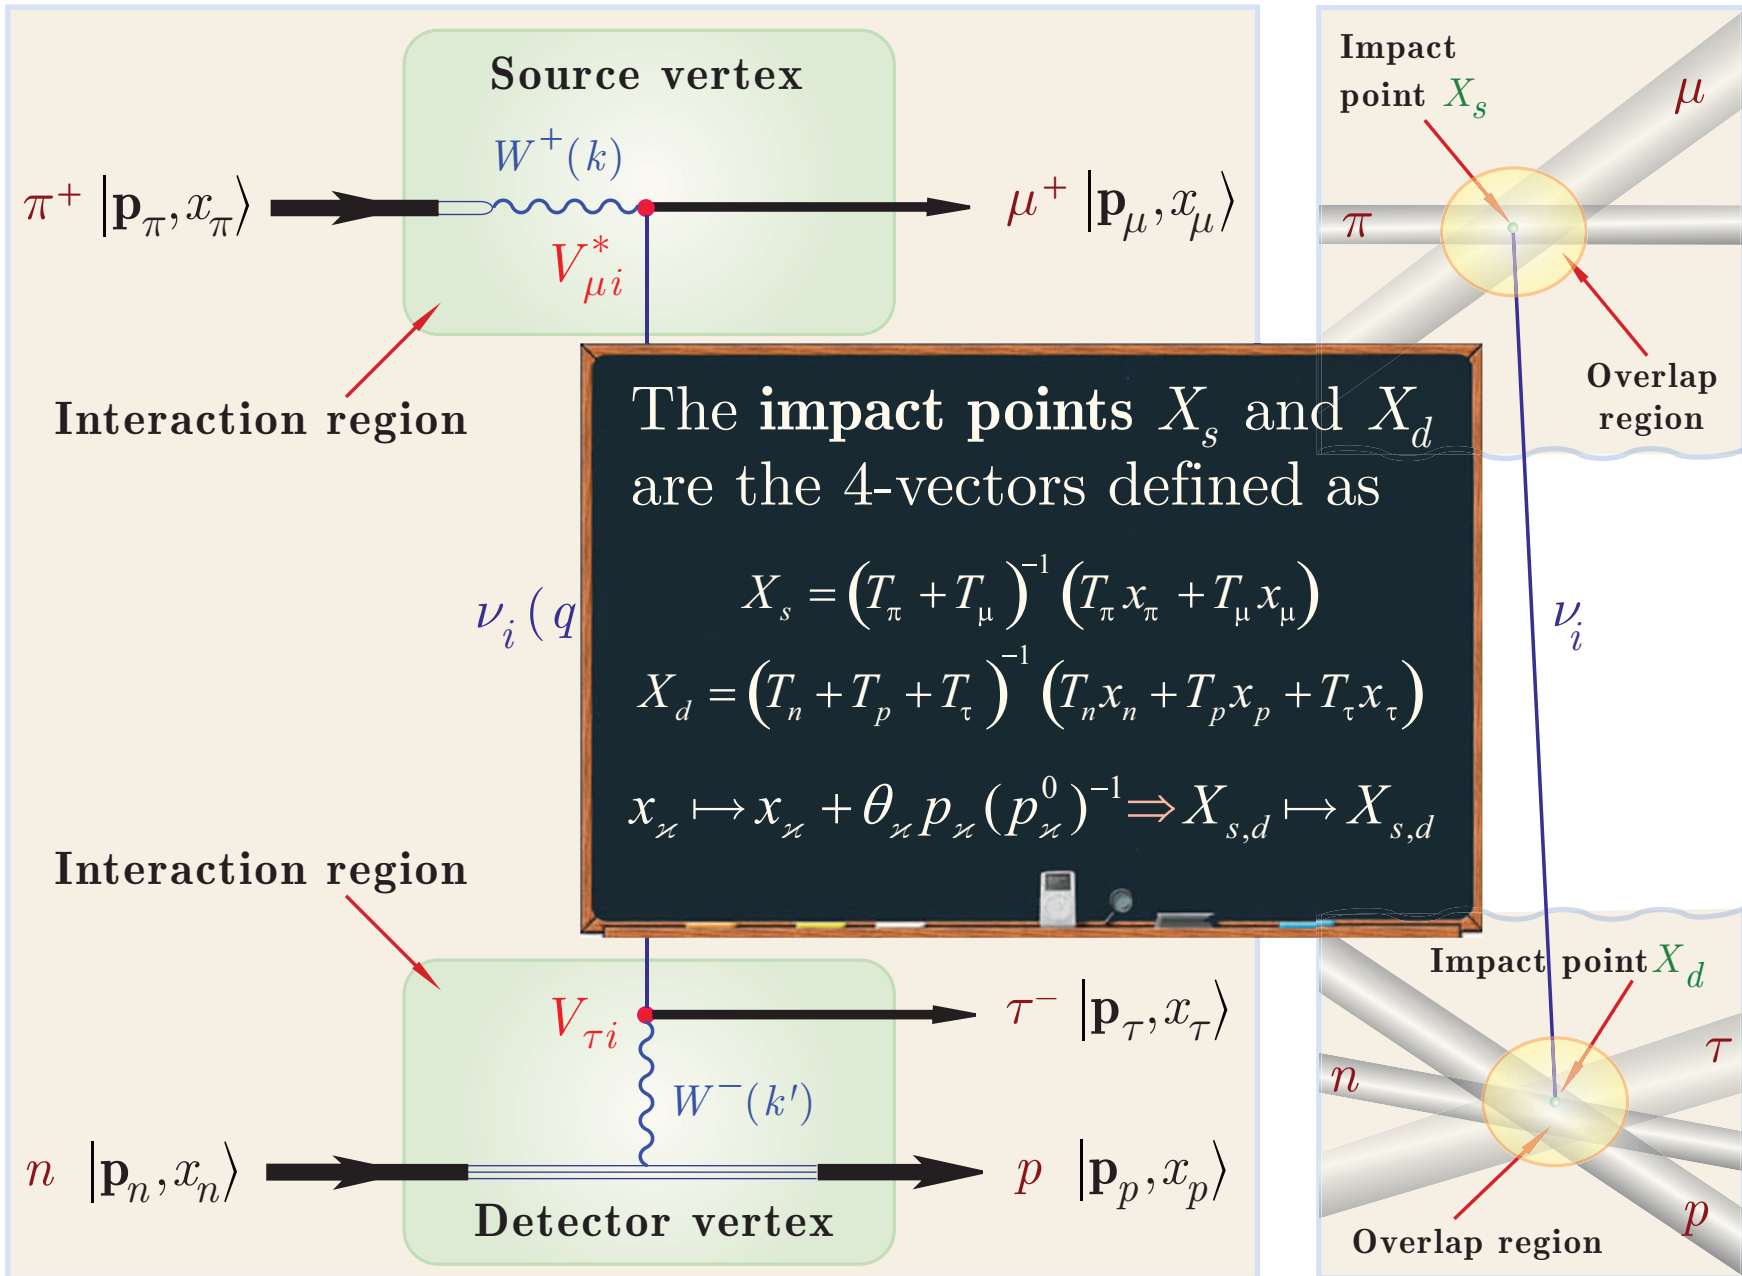 Source vertex
W⁺(k)
π⁺ |𝐩_π, x_π⟩
μ⁺ |𝐩_μ, x_μ⟩
V*_μi
Interaction region
Impact
point X_s
μ
π
Overlap
region
The impact points X_s and X_d
are the 4-vectors defined as
X_s = (T_π + T_μ)⁻¹ (T_π x_π + T_μ x_μ)
X_d = (T_n + T_p + T_τ)⁻¹ (T_n x_n + T_p x_p + T_τ x_τ)
x_ϰ ↦ x_ϰ + θ_ϰ p_ϰ (p_ϰ⁰)⁻¹ ⇒ X_s,d ↦ X_s,d
ν_i(q
ν_i
Interaction region
V_τi
τ⁻ |𝐩_τ, x_τ⟩
W⁻(k′)
n |𝐩_n, x_n⟩
p |𝐩_p, x_p⟩
Detector vertex
Impact point X_d
τ
n
p
Overlap region